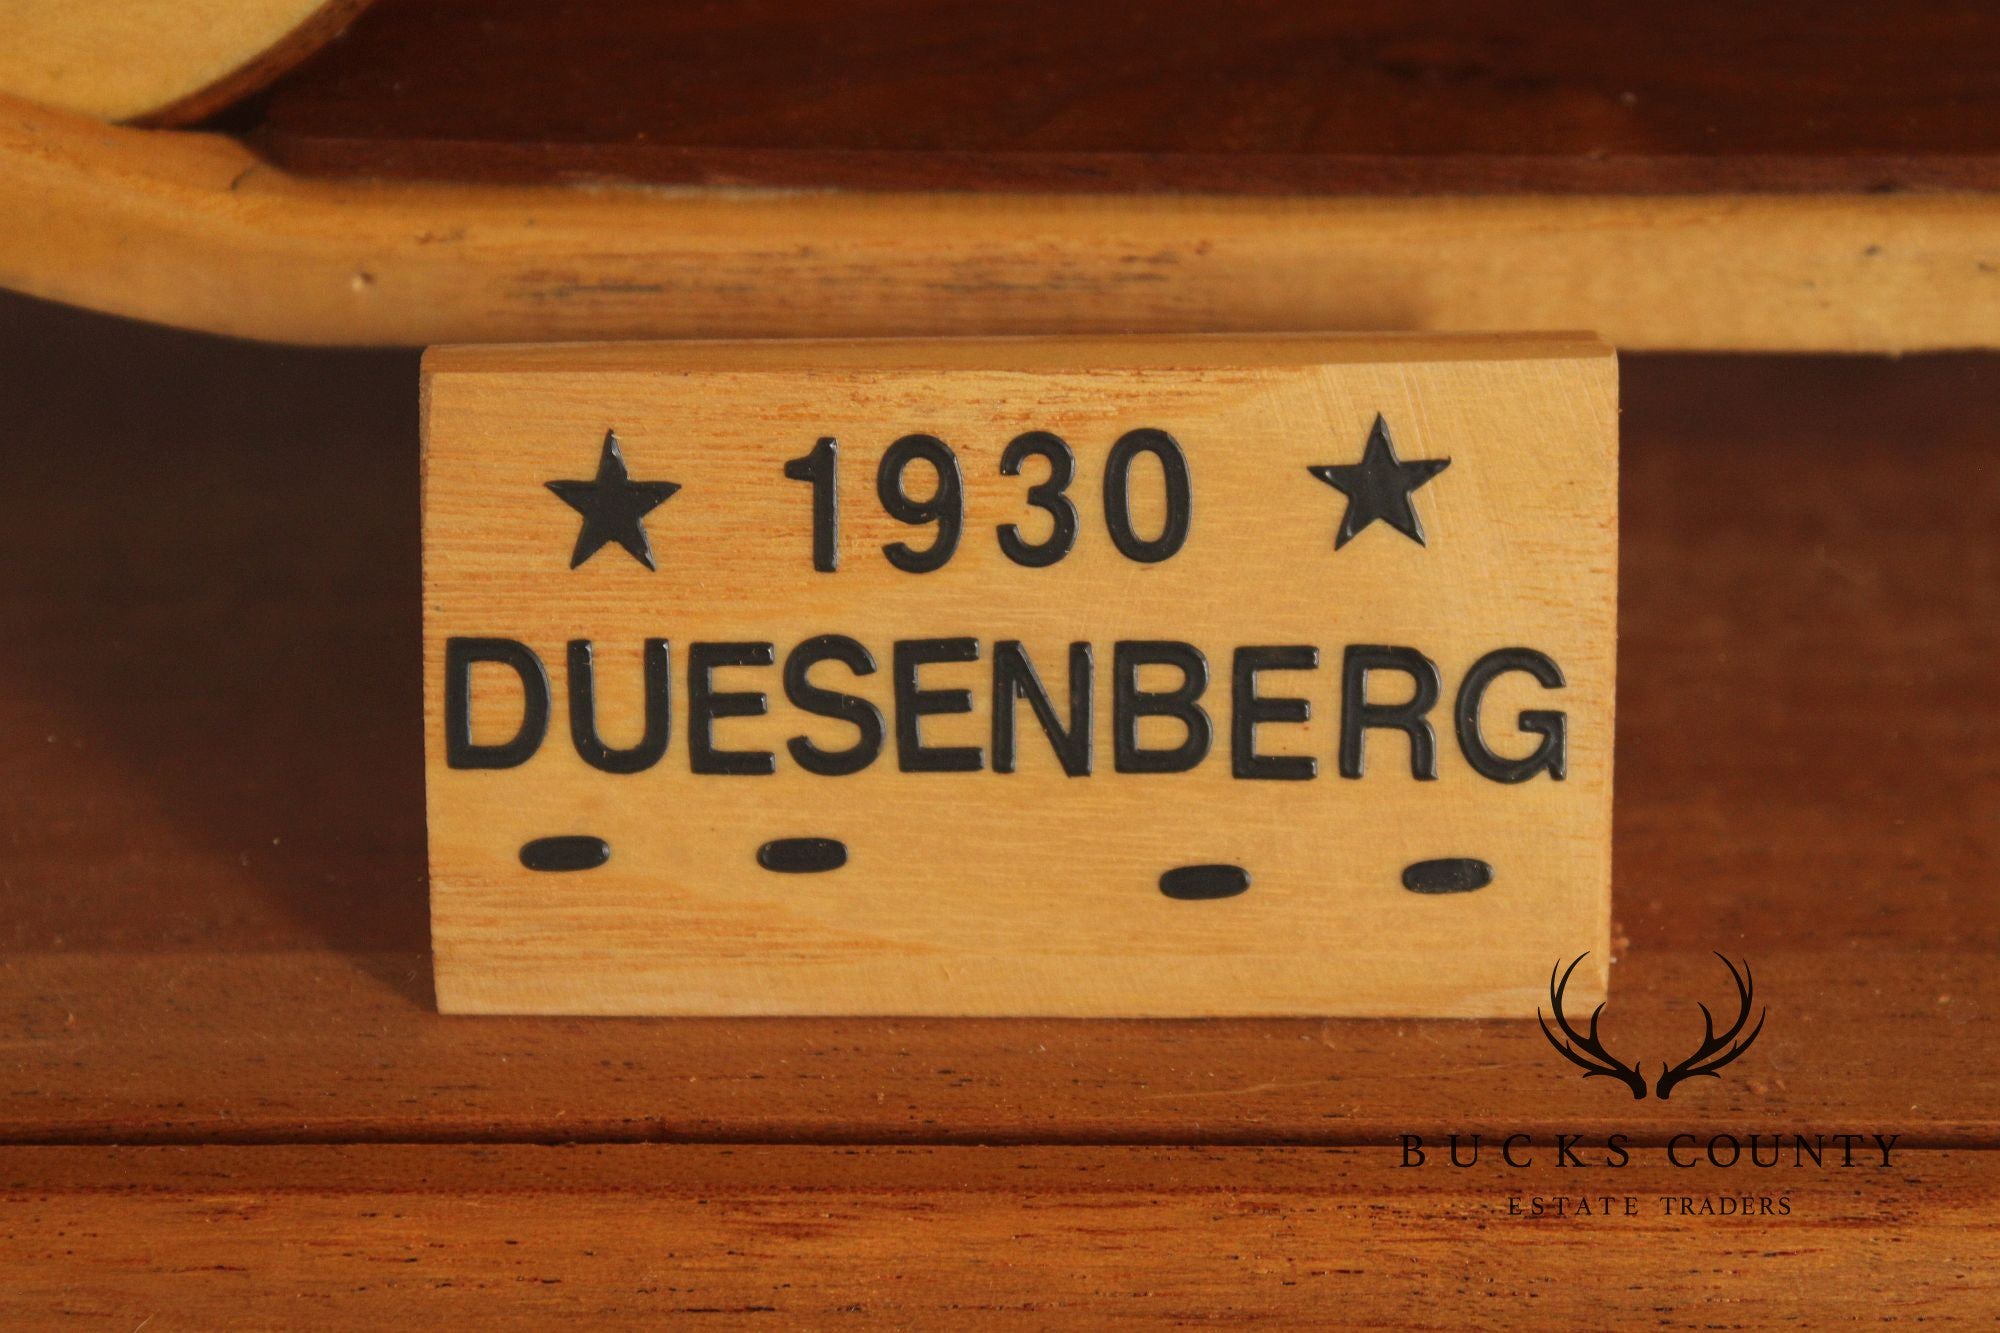 ★ 1930 ★
DUESENBERG
BUCKS COUNTY
ESTATE TRADERS